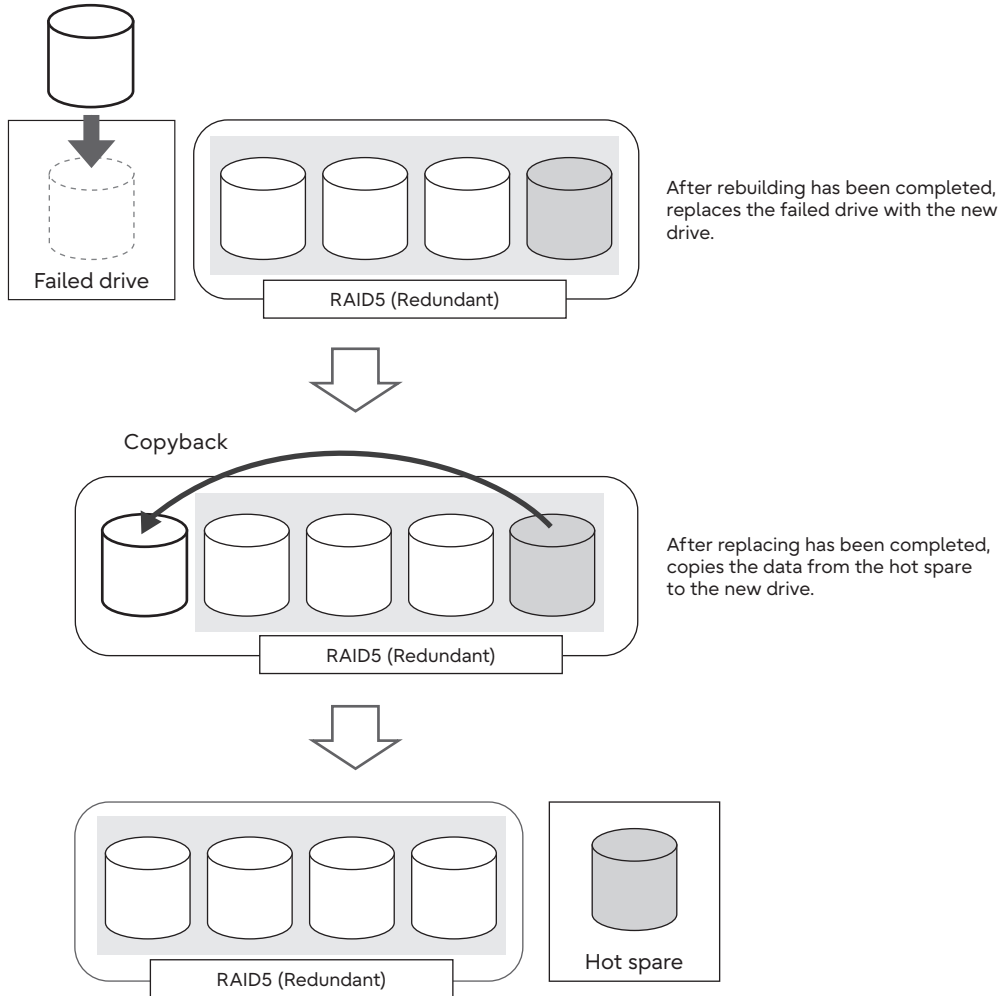 Failed drive
RAID5 (Redundant)
After rebuilding has been completed,
replaces the failed drive with the new
drive.
Copyback
RAID5 (Redundant)
After replacing has been completed,
copies the data from the hot spare
to the new drive.
RAID5 (Redundant)
Hot spare